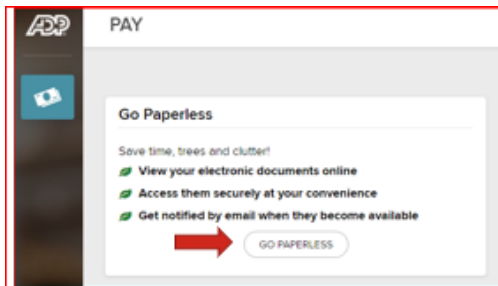 ADP
PAY
Go Paperless
Save time, trees and clutter!
View your electronic documents online
Access them securely at your convenience
Get notified by email when they become available
GO PAPERLESS